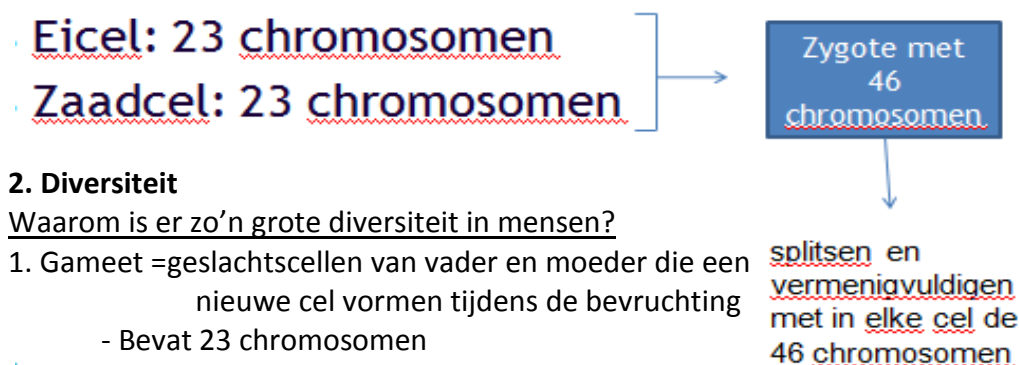 Eicel: 23 chromosomen
Zaadcel: 23 chromosomen
Zygote met
46
chromosomen
splitsen en
vermenigvuldigen
met in elke cel de
46 chromosomen
2. Diversiteit
Waarom is er zo’n grote diversiteit in mensen?
1. Gameet =geslachtscellen van vader en moeder die een
nieuwe cel vormen tijdens de bevruchting
- Bevat 23 chromosomen